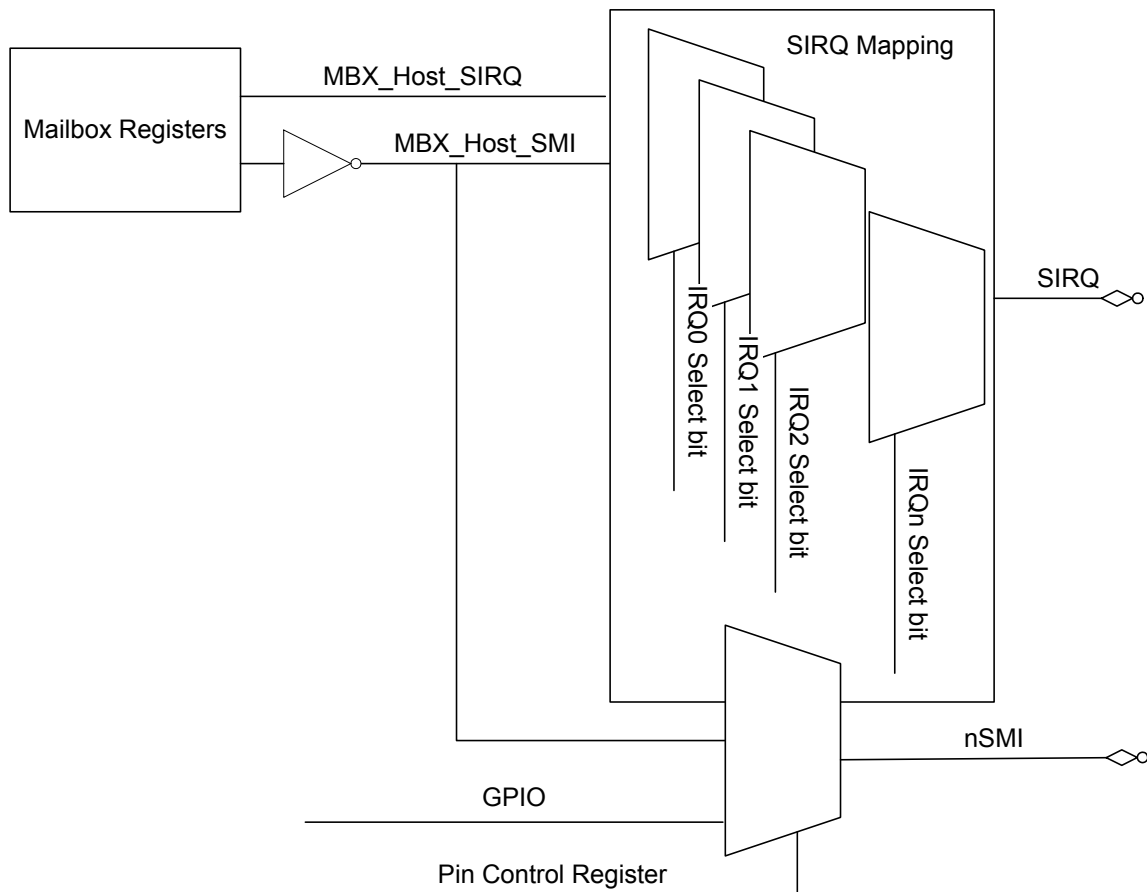 SIRQ Mapping
MBX_Host_SIRQ
Mailbox Registers
MBX_Host_SMI
SIRQ
IRQ0 Select bit
IRQ1 Select bit
IRQ2 Select bit
IRQn Select bit
nSMI
GPIO
Pin Control Register